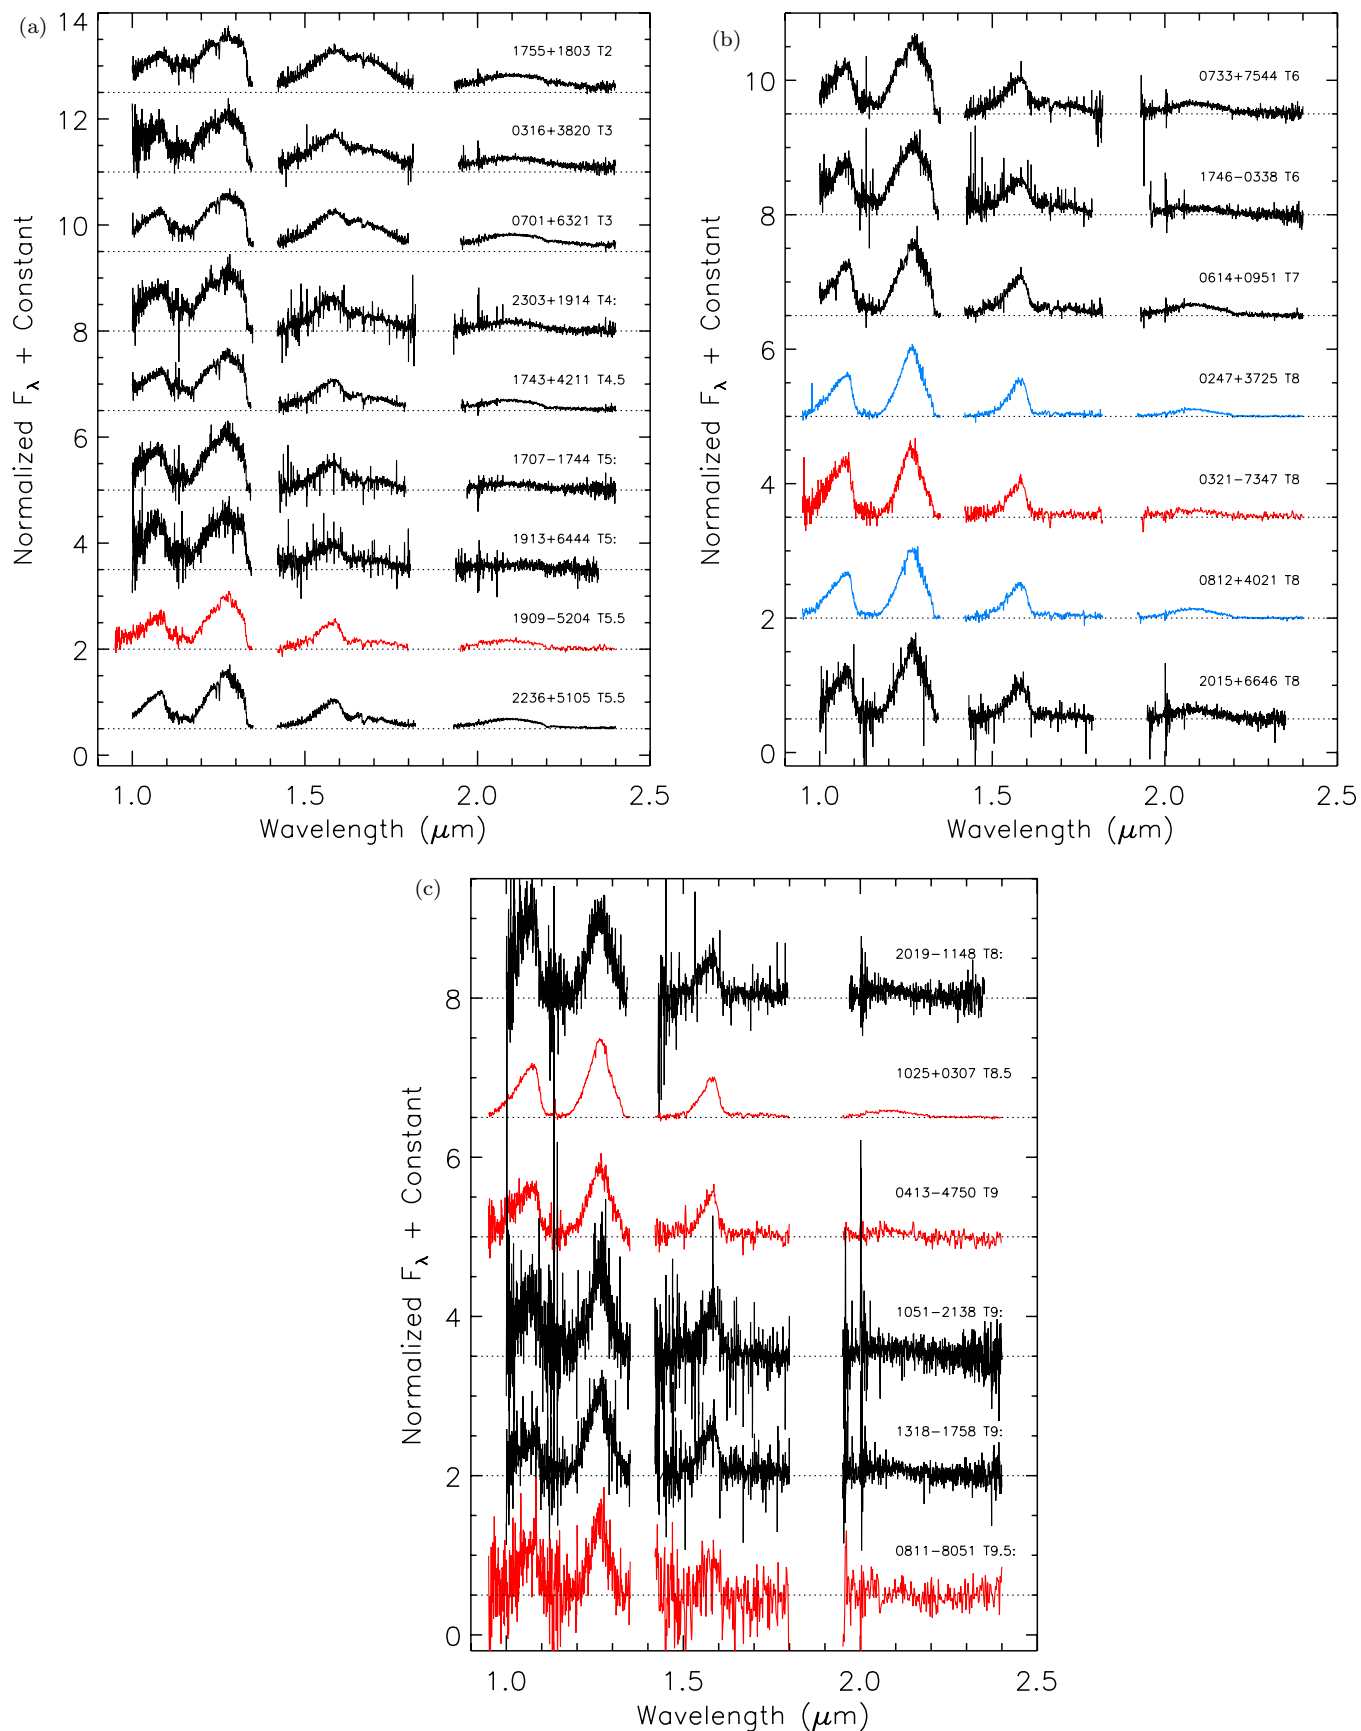 (a)
14
12
10
8
6
4
2
0
Normalized Fλ + Constant
1755+1803 T2
0316+3820 T3
0701+6321 T3
2303+1914 T4:
1743+4211 T4.5
1707−1744 T5:
1913+6444 T5:
1909−5204 T5.5
2236+5105 T5.5
1.0 1.5 2.0 2.5
Wavelength (μm)
(b)
10
8
6
4
2
0
Normalized Fλ + Constant
0733+7544 T6
1746−0338 T6
0614+0951 T7
0247+3725 T8
0321−7347 T8
0812+4021 T8
2015+6646 T8
1.0 1.5 2.0 2.5
Wavelength (μm)
(c)
8
6
4
2
0
Normalized Fλ + Constant
2019−1148 T8:
1025+0307 T8.5
0413−4750 T9
1051−2138 T9:
1318−1758 T9:
0811−8051 T9.5:
1.0 1.5 2.0 2.5
Wavelength (μm)